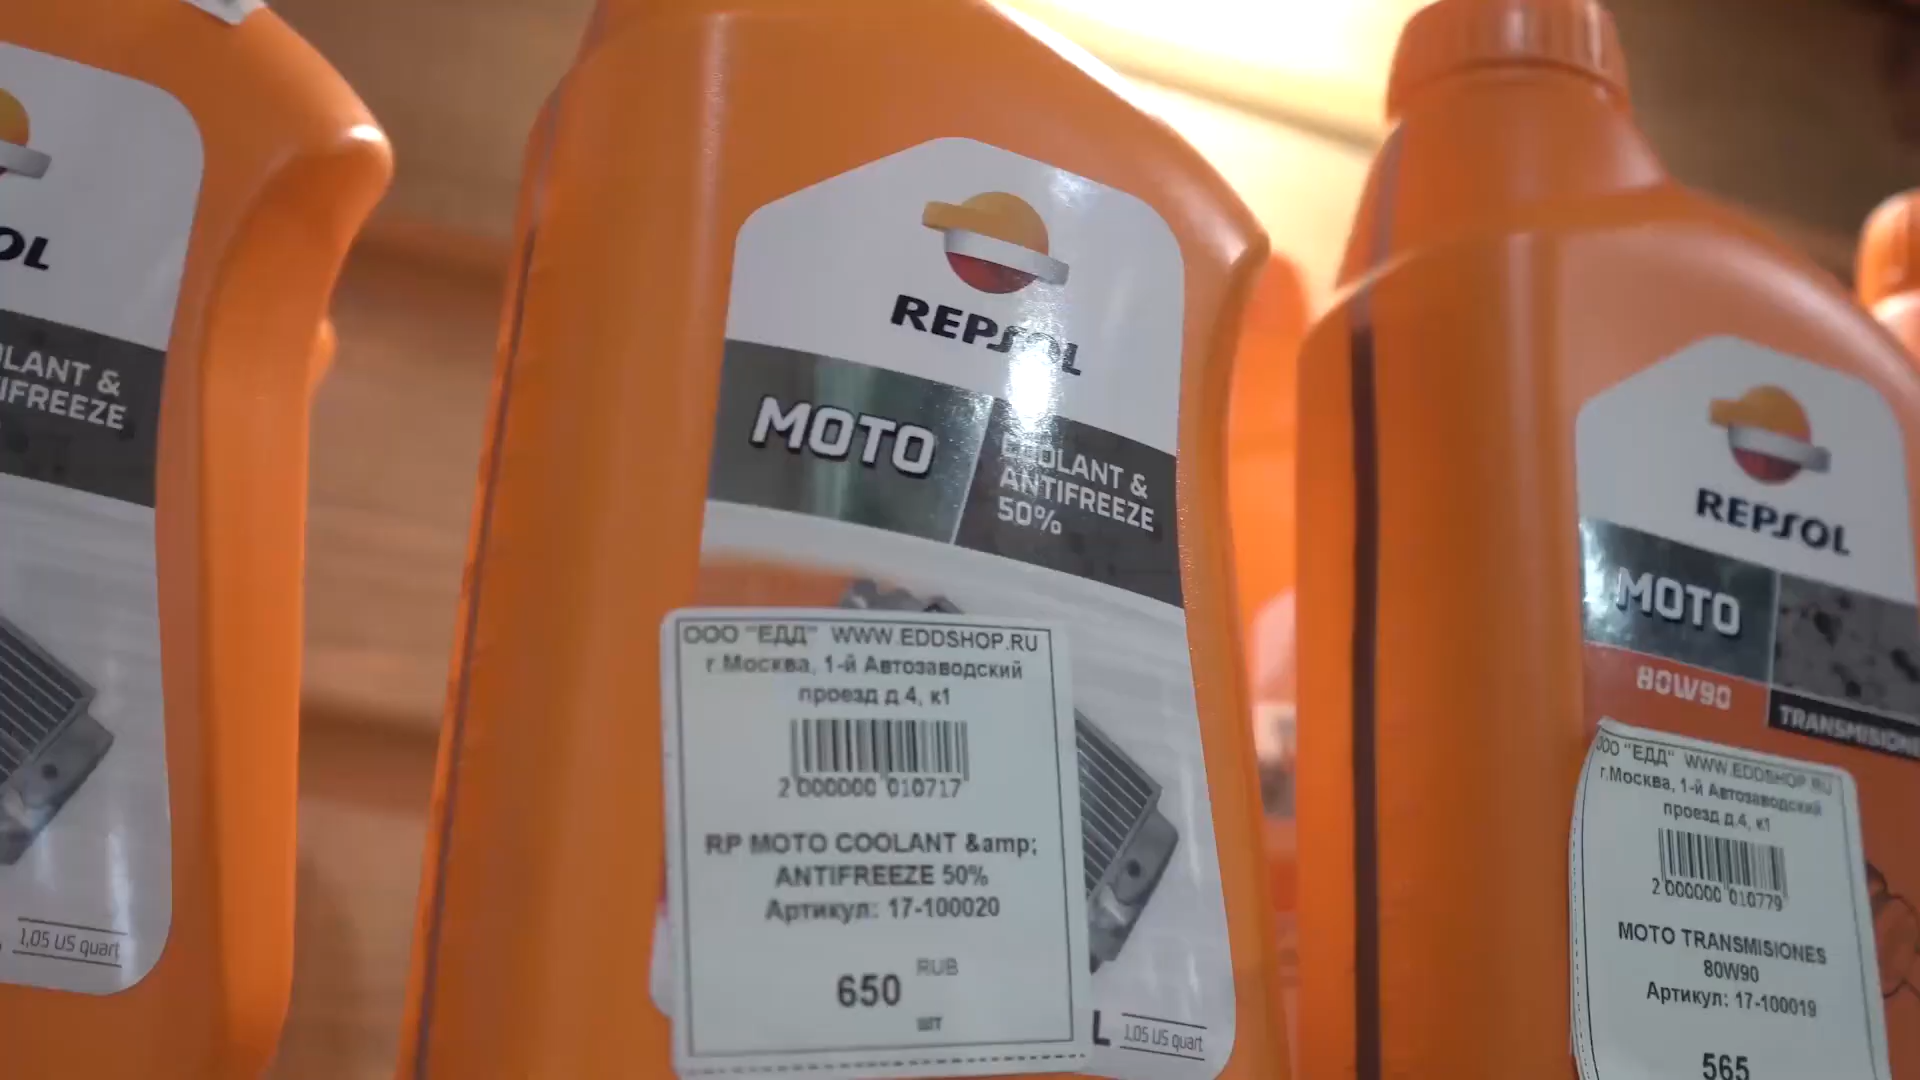 OL
LANT &
IFREEZE
1,05 US quart
REPSOL
MOTO
COOLANT &
ANTIFREEZE
50%
ООО "ЕДД" WWW.EDDSHOP.RU
г.Москва, 1-й Автозаводский
проезд д.4, к1
2 000000 010717
RP MOTO COOLANT &amp;
ANTIFREEZE 50%
Артикул: 17-100020
650 RUB
шт
L 1,05 US quart
REPSOL
MOTO
80W90
TRANSMISIONE
ООО "ЕДД" WWW.EDDSHOP.RU
г.Москва, 1-й Автозаводский
проезд д.4, к1
2 000000 010779
MOTO TRANSMISIONES
80W90
Артикул: 17-100019
565